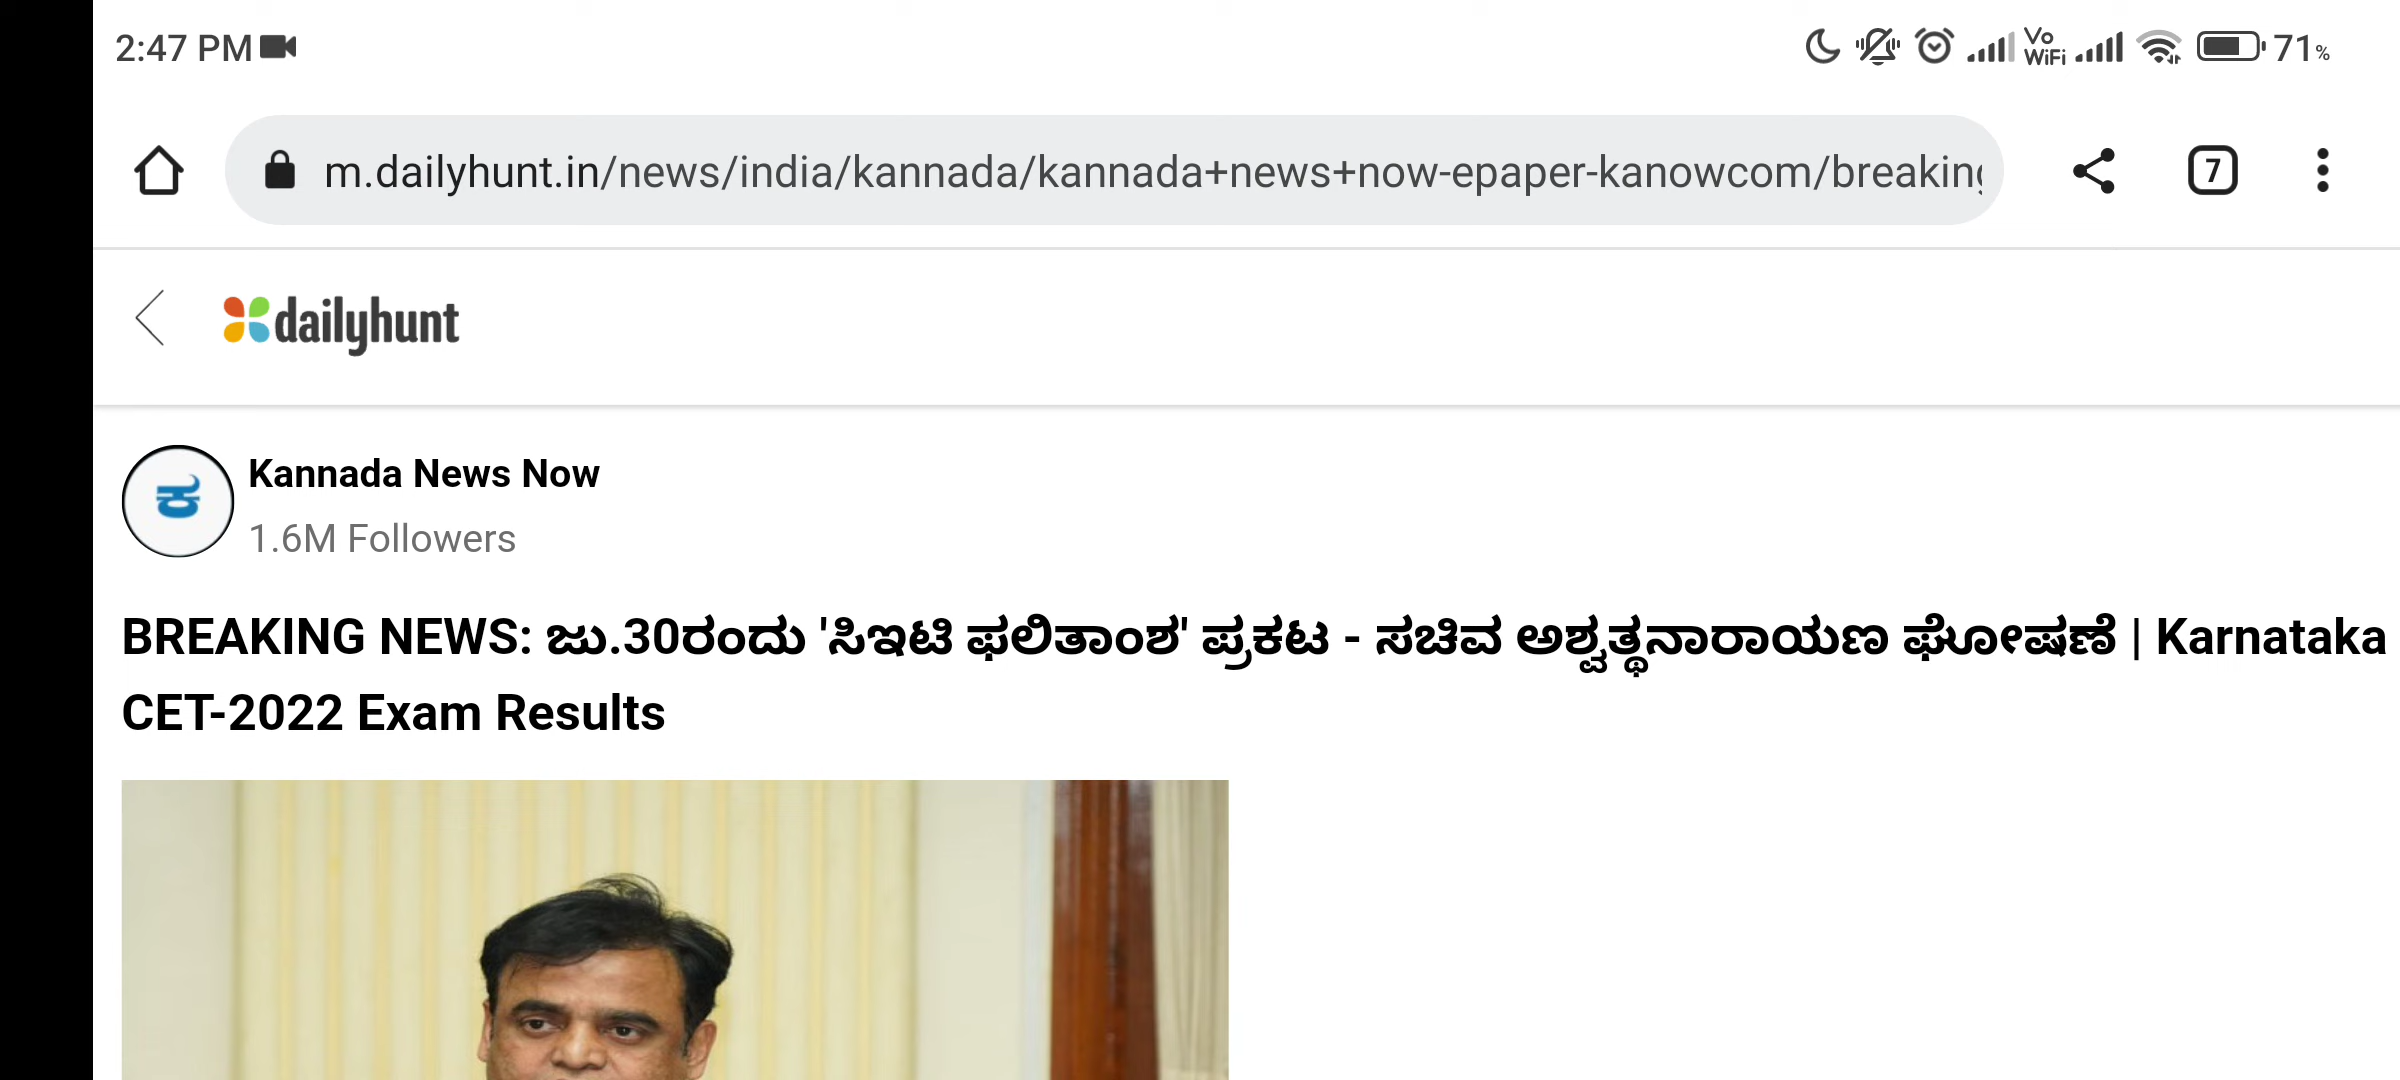 2:47 PM
Vo
WiFi
71%
m.dailyhunt.in/news/india/kannada/kannada+news+now-epaper-kanowcom/breaking
7
dailyhunt
ಕ
Kannada News Now
1.6M Followers
BREAKING NEWS: ಜು.30ರಂದು 'ಸಿಇಟಿ ಫಲಿತಾಂಶ' ಪ್ರಕಟ - ಸಚಿವ ಅಶ್ವತ್ಥನಾರಾಯಣ ಘೋಷಣೆ | Karnataka
CET-2022 Exam Results